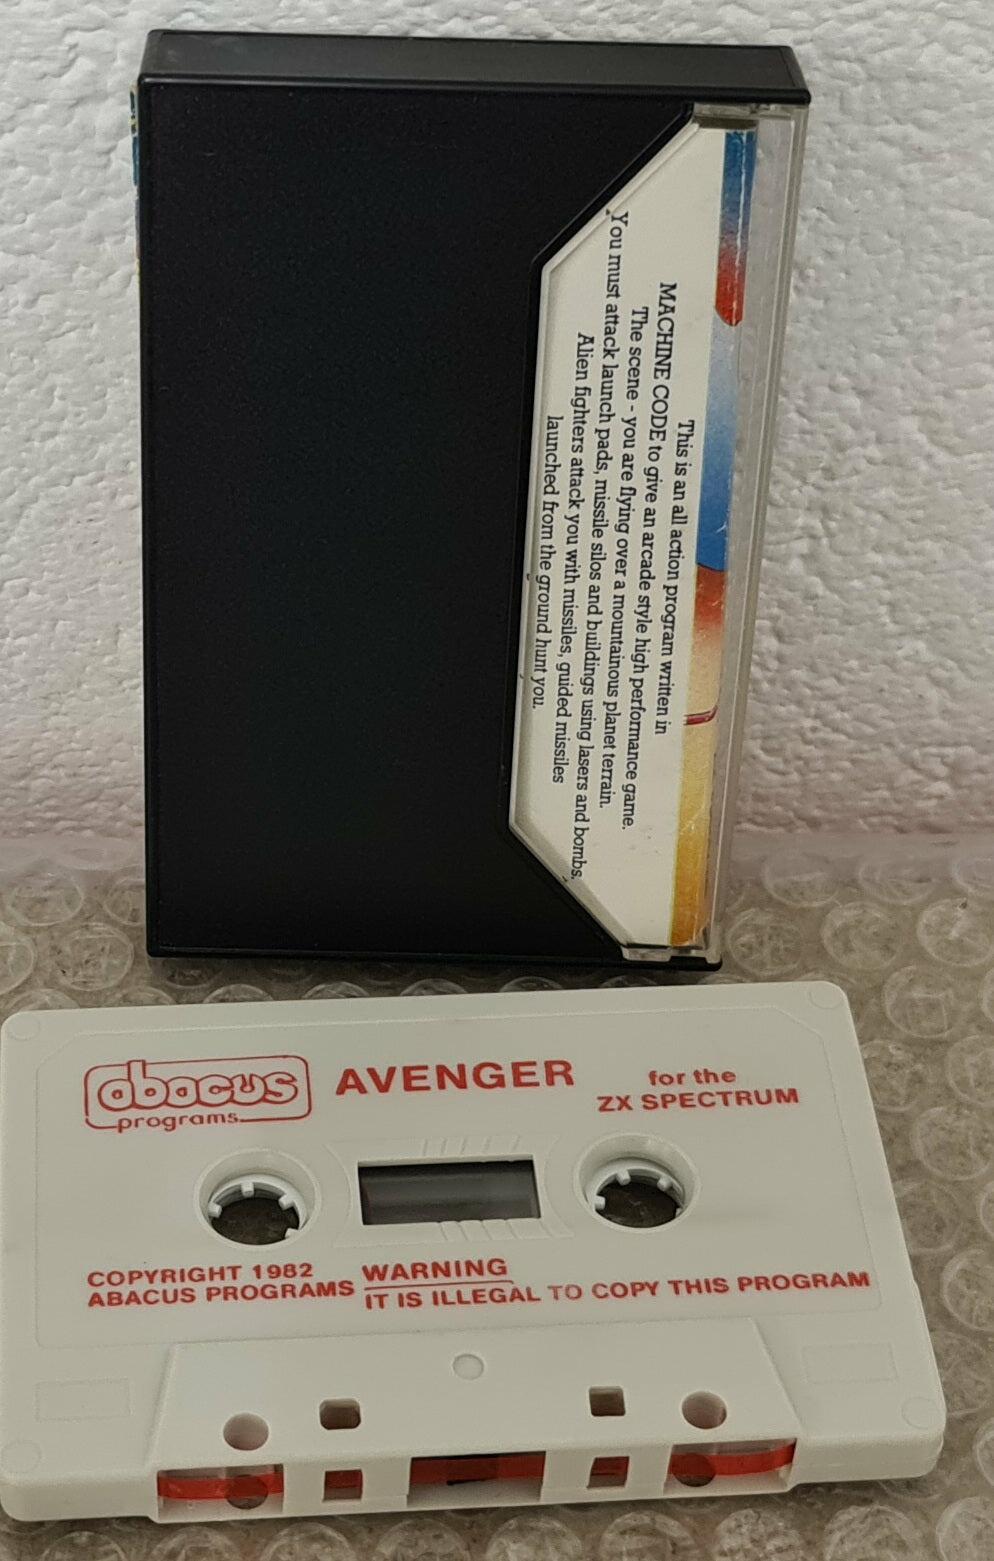 This is an all action program written in
MACHINE CODE to give an arcade style high performance game.
The scene - you are flying over a mountainous planet terrain.
You must attack launch pads, missile silos and buildings using lasers and bombs.
Alien fighters attack you with missiles, guided missiles
launched from the ground hunt you.
abacus
programs
AVENGER
for the
ZX SPECTRUM
COPYRIGHT 1982
ABACUS PROGRAMS
WARNING
IT IS ILLEGAL TO COPY THIS PROGRAM